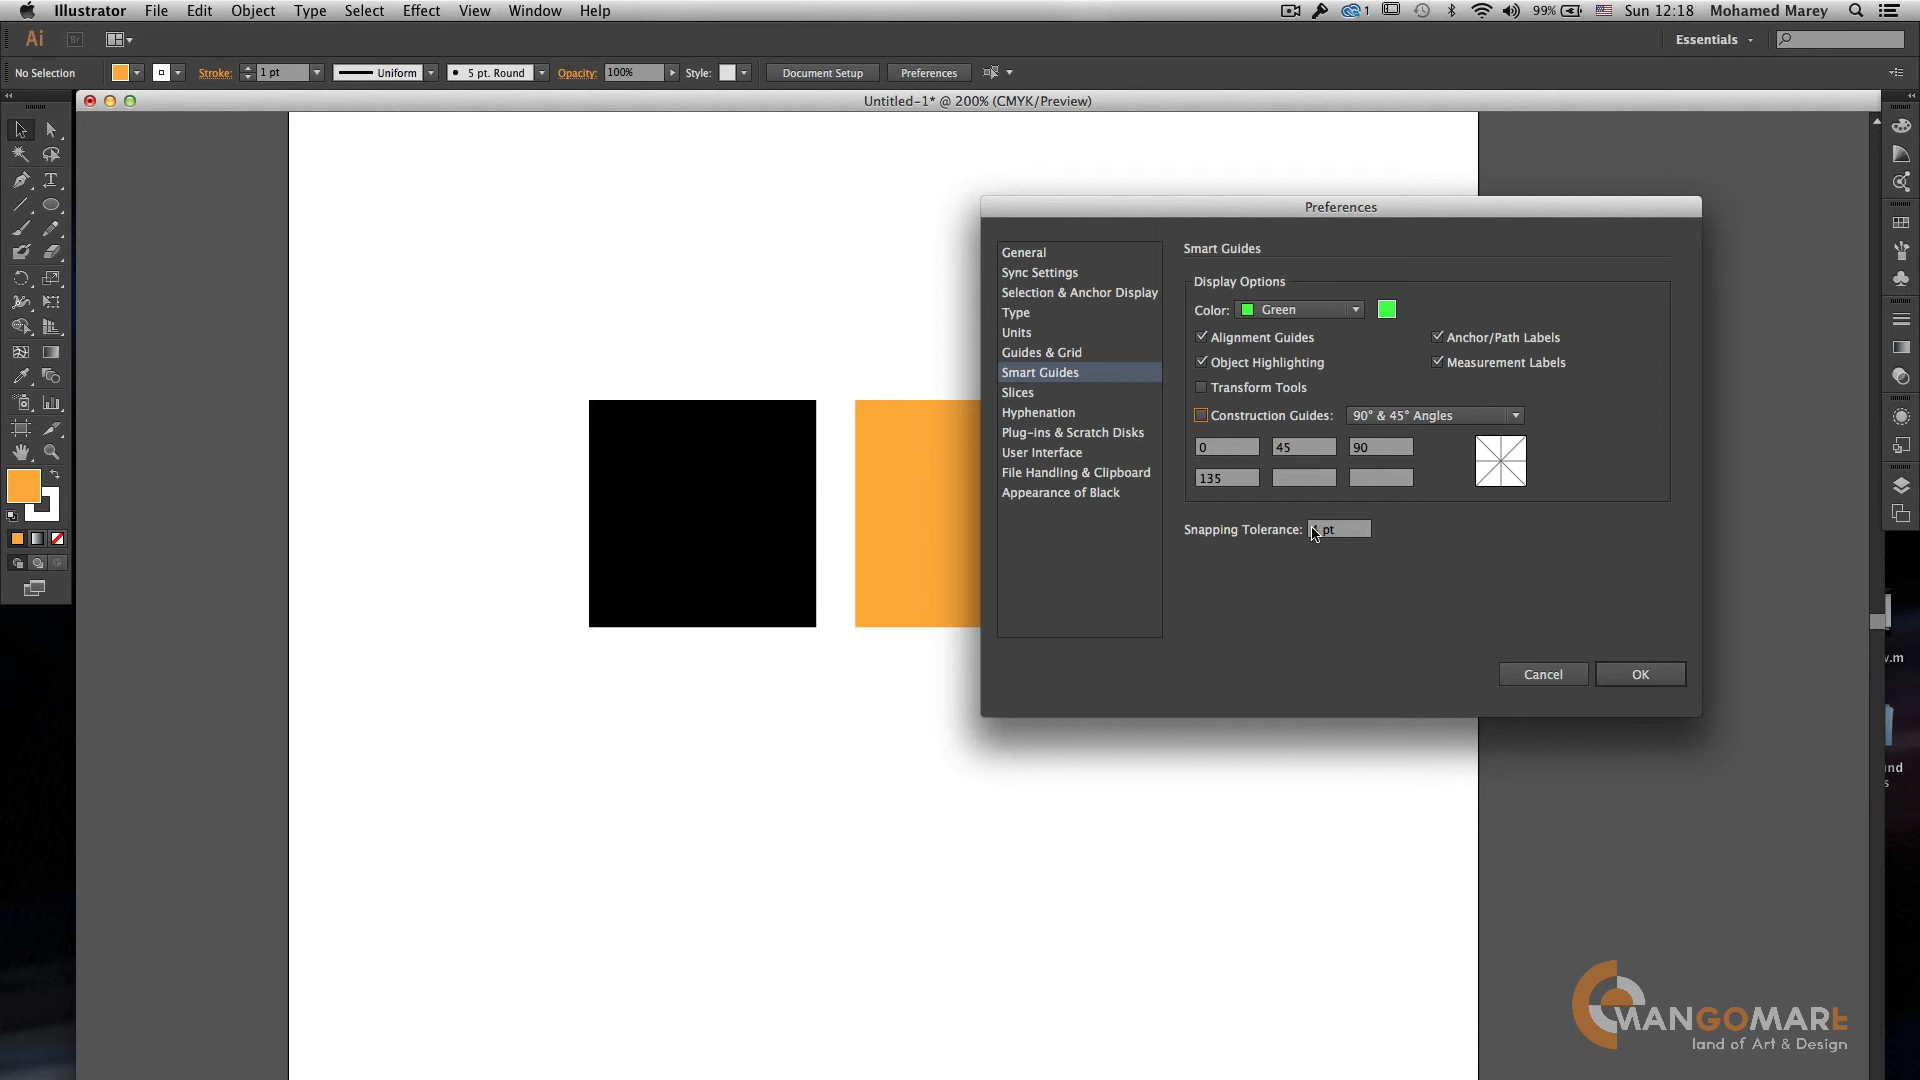 Illustrator File Edit Object Type Select Effect View Window Help 1 99% Sun 12:18 Mohamed Marey
Ai Br Essentials
No Selection Stroke: 1 pt Uniform 5 pt. Round Opacity: 100% Style: Document Setup Preferences
Untitled-1* @ 200% (CMYK/Preview)
Preferences
General
Sync Settings
Selection & Anchor Display
Type
Units
Guides & Grid
Smart Guides
Slices
Hyphenation
Plug-ins & Scratch Disks
User Interface
File Handling & Clipboard
Appearance of Black
Smart Guides
Display Options
Color: Green
Alignment Guides Anchor/Path Labels
Object Highlighting Measurement Labels
Transform Tools
Construction Guides: 90° & 45° Angles
0 45 90
135
Snapping Tolerance: pt
Cancel OK
MANGOMARE
land of Art & Design